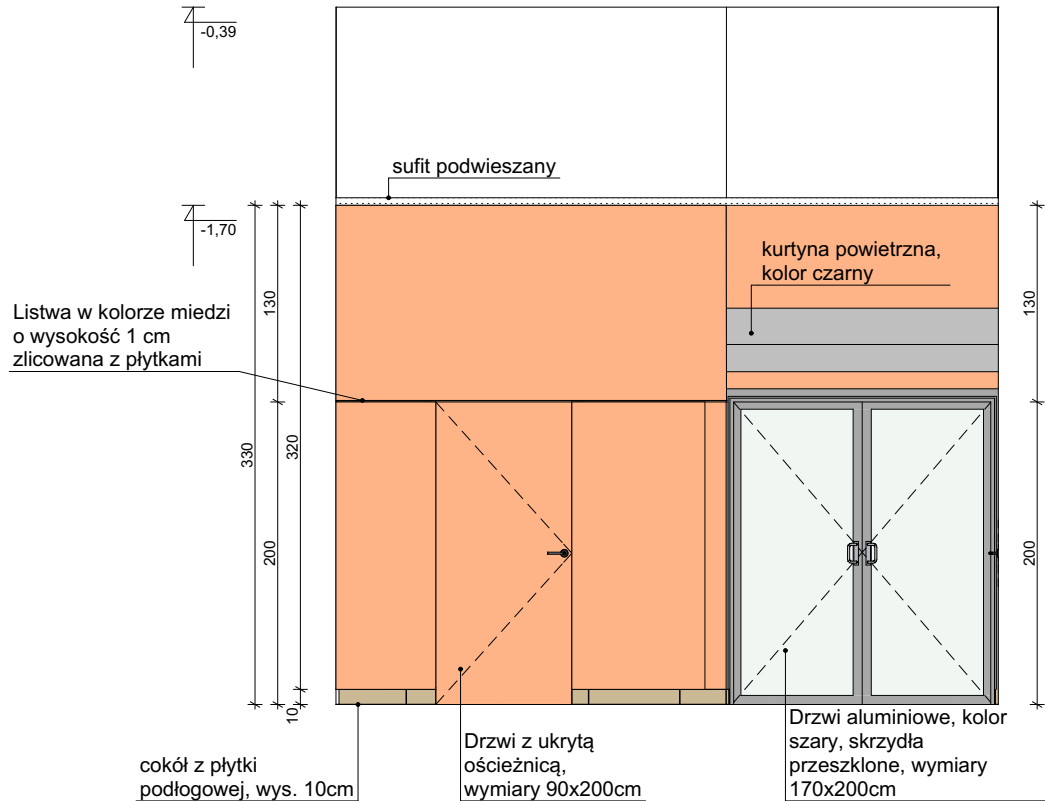 -0,39
sufit podwieszany
-1,70
kurtyna powietrzna,
kolor czarny
Listwa w kolorze miedzi
o wysokość 1 cm
zlicowana z płytkami
130
130
330
320
200
200
10
cokół z płytki
podłogowej, wys. 10cm
Drzwi z ukrytą
ościeżnicą,
wymiary 90x200cm
Drzwi aluminiowe, kolor
szary, skrzydła
przeszklone, wymiary
170x200cm